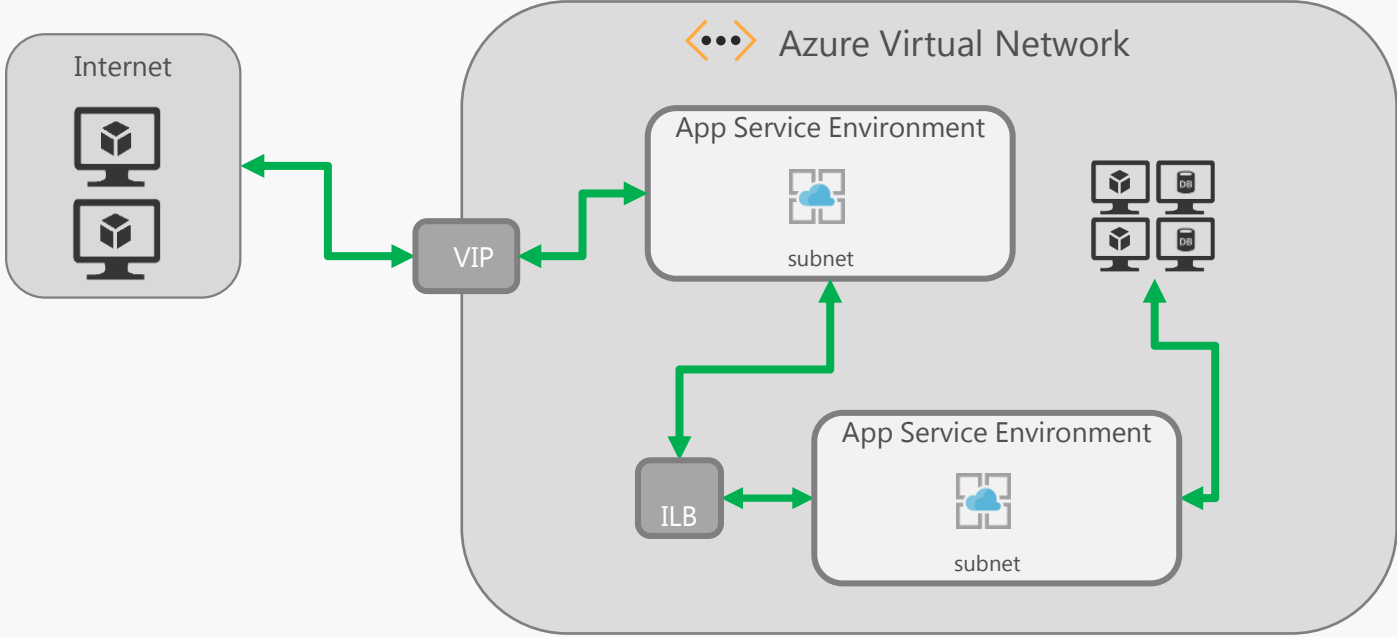 Internet
Azure Virtual Network
App Service Environment
subnet
DB
DB
VIP
App Service Environment
subnet
ILB